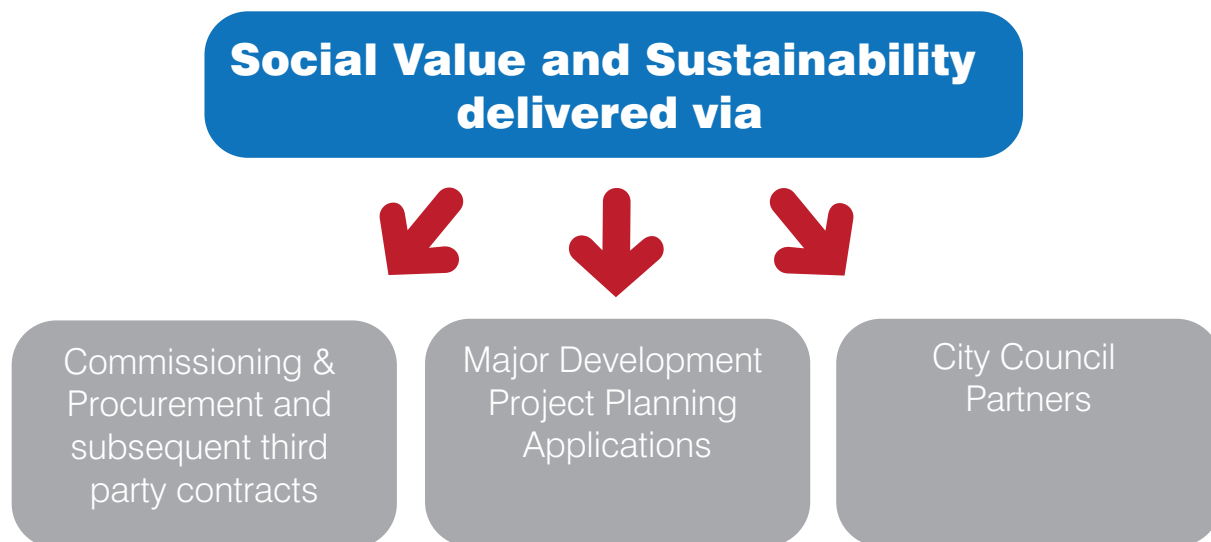 Social Value and Sustainability
delivered via
Commissioning &
Procurement and
subsequent third
party contracts
Major Development
Project Planning
Applications
City Council
Partners